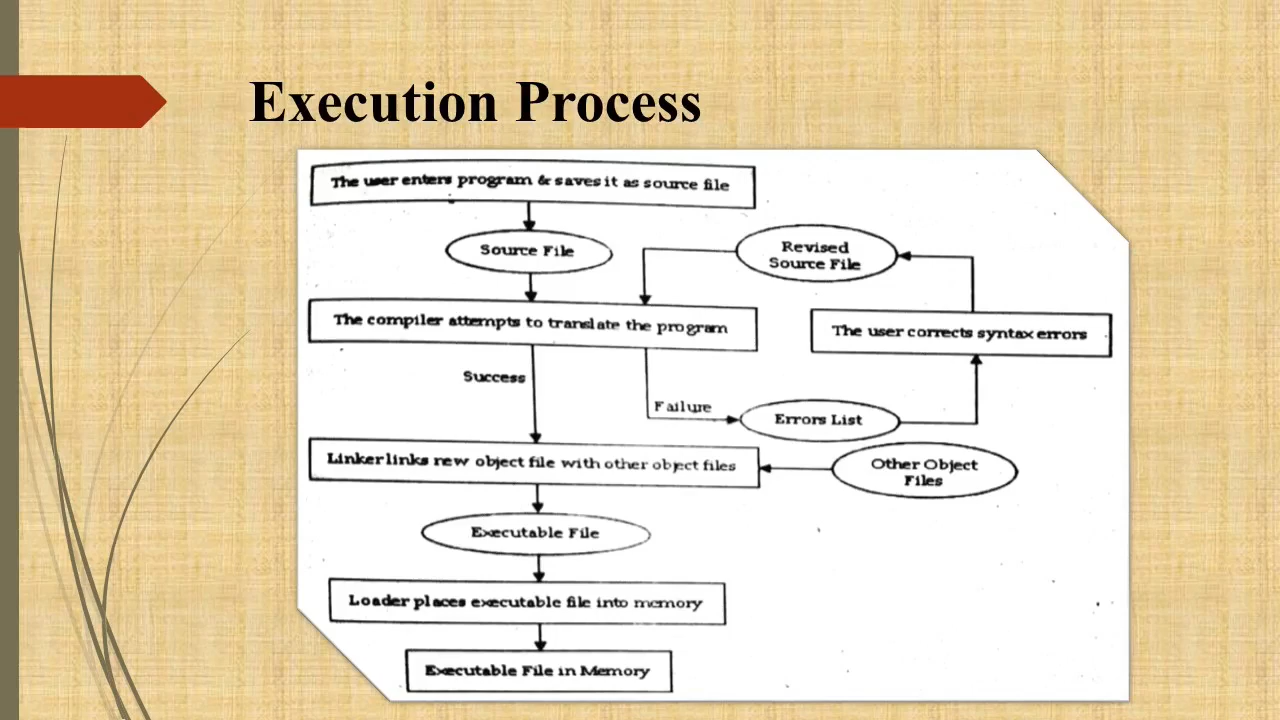 Execution Process
The user enters program & saves it as source file
Source File
Revised
Source File
The compiler attempts to translate the program
The user corrects syntax errors
Success
Failure
Errors List
Linker links new object file with other object files
Other Object
Files
Executable File
Loader places executable file into memory
Executable File in Memory